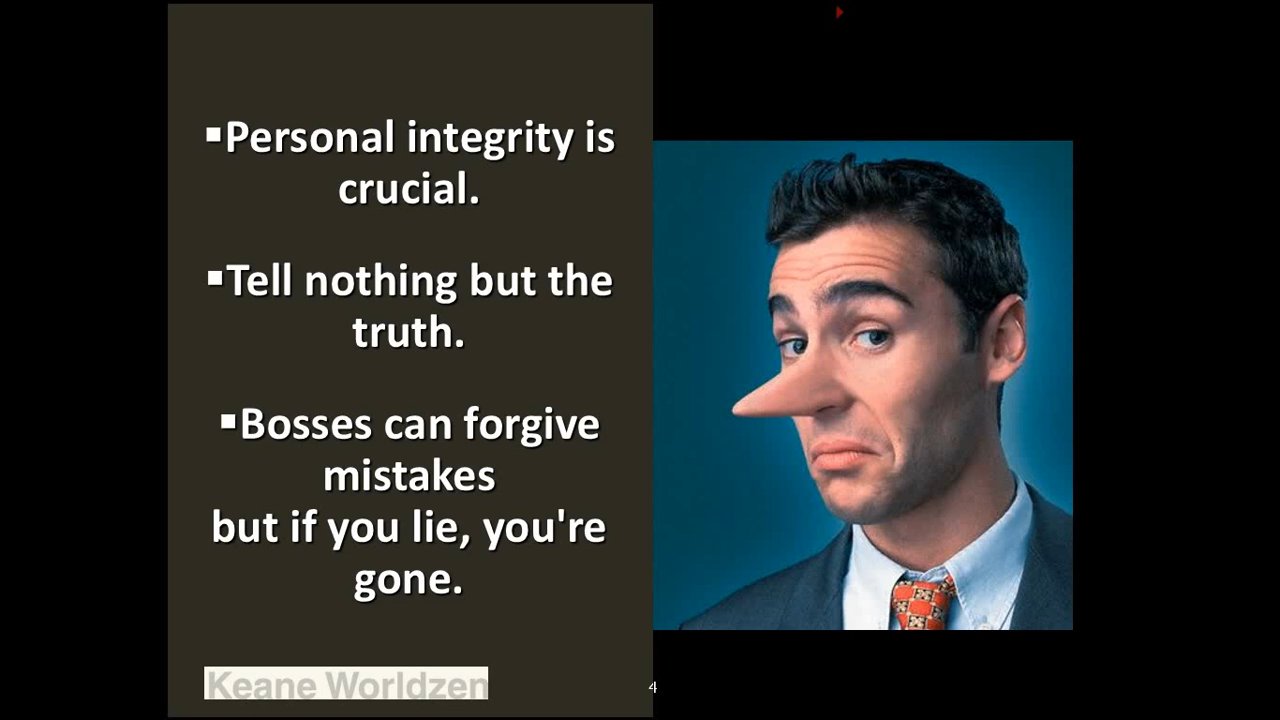 ▪Personal integrity is
crucial.
▪Tell nothing but the
truth.
▪Bosses can forgive
mistakes
but if you lie, you're
gone.
Keane Worldzen
4